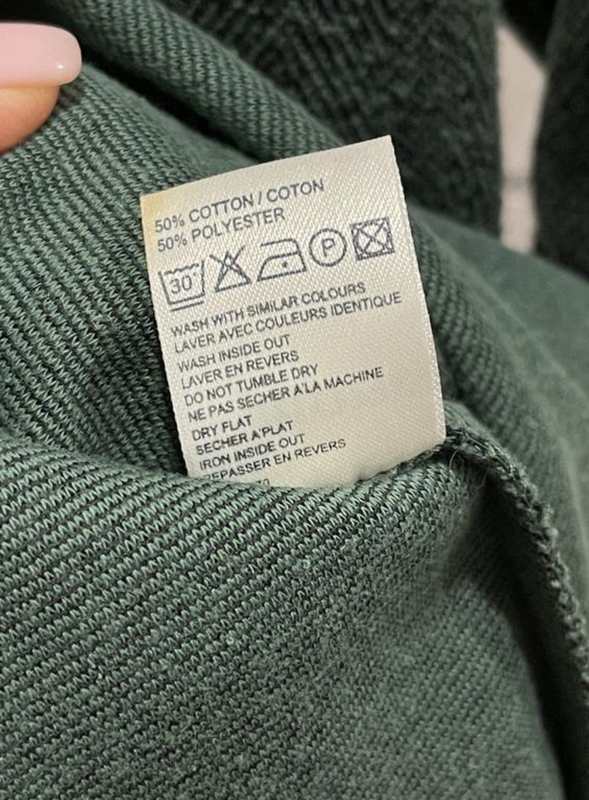 50% COTTON / COTON
50% POLYESTER
30° P
WASH WITH SIMILAR COLOURS
LAVER AVEC COULEURS IDENTIQUE
WASH INSIDE OUT
LAVER EN REVERS
DO NOT TUMBLE DRY
NE PAS SECHER A'LA MACHINE
DRY FLAT
SECHER A'PLAT
IRON INSIDE OUT
REPASSER EN REVERS